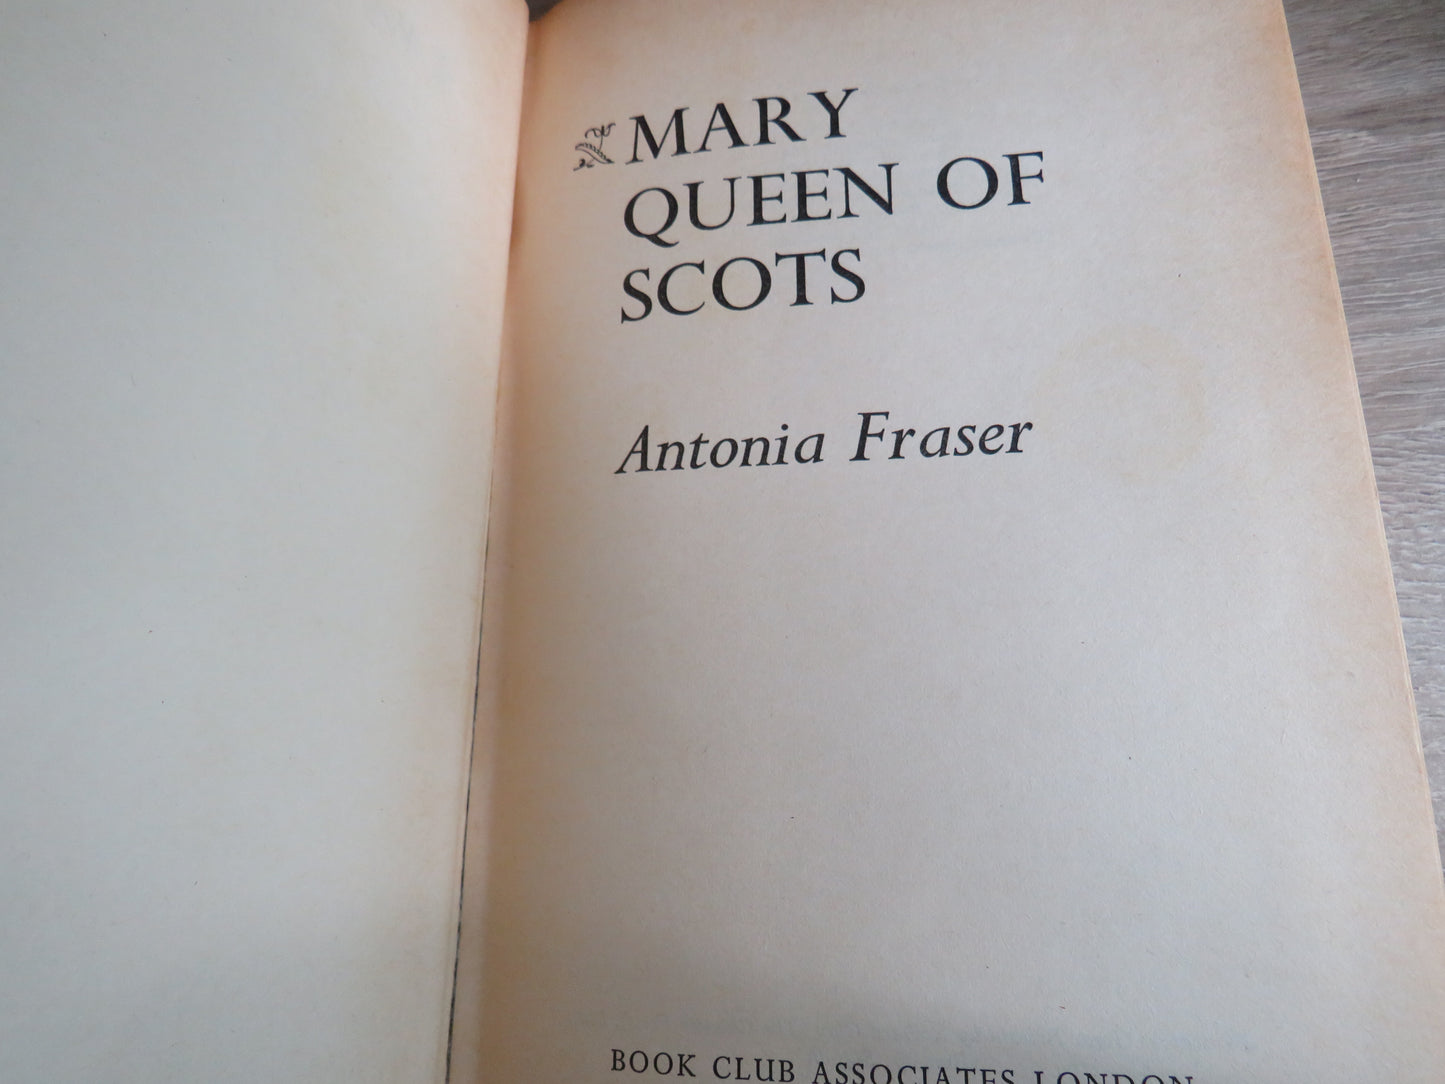 MARY
QUEEN OF
SCOTS
Antonia Fraser
BOOK CLUB ASSOCIATES LONDON